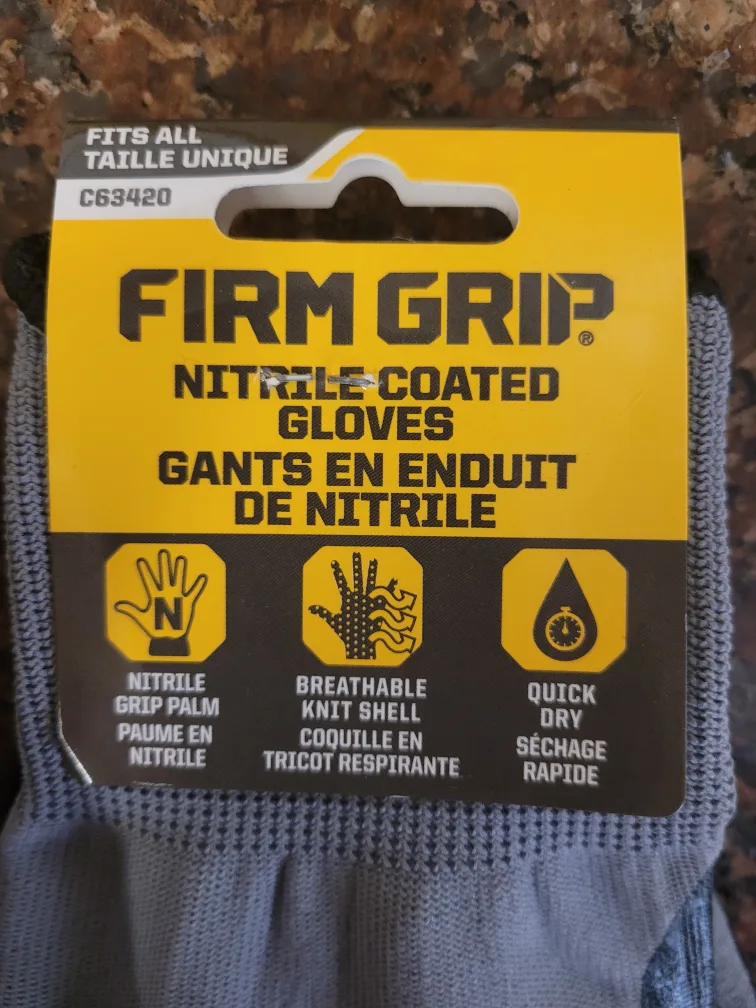 FITS ALL
TAILLE UNIQUE
C63420
FIRM GRIP®
NITRILE COATED
GLOVES
GANTS EN ENDUIT
DE NITRILE
N
NITRILE
GRIP PALM
PAUME EN
NITRILE
BREATHABLE
KNIT SHELL
COQUILLE EN
TRICOT RESPIRANTE
QUICK
DRY
SÉCHAGE
RAPIDE